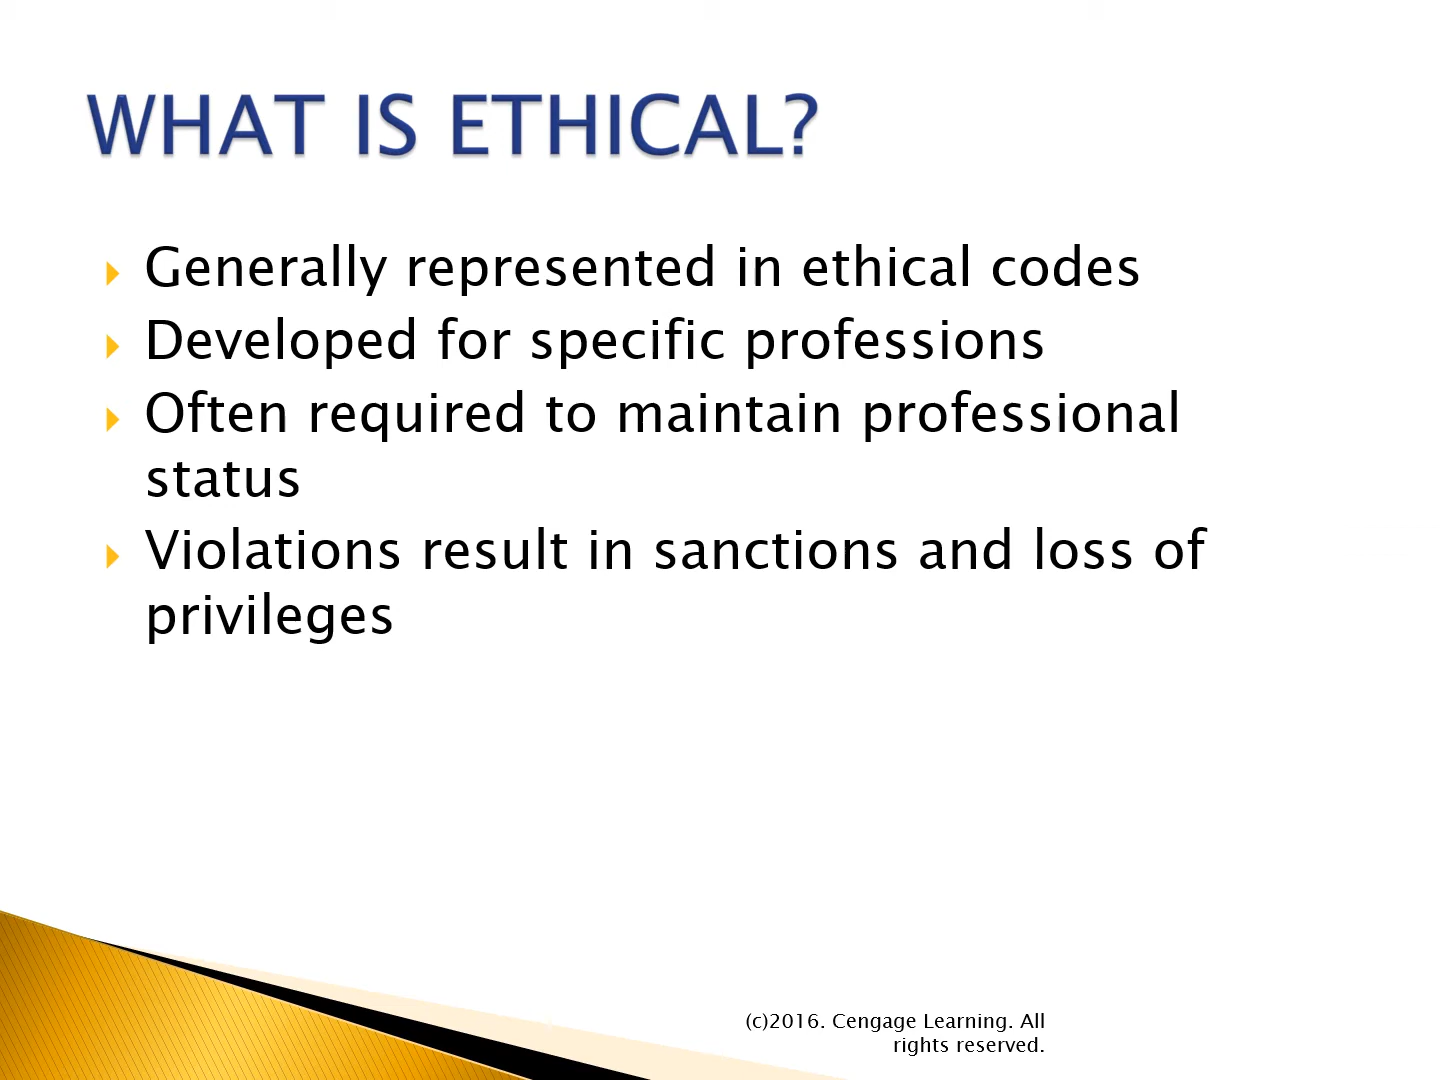 WHAT IS ETHICAL?
Generally represented in ethical codes
Developed for specific professions
Often required to maintain professional
status
Violations result in sanctions and loss of
privileges
(c)2016. Cengage Learning. All
rights reserved.